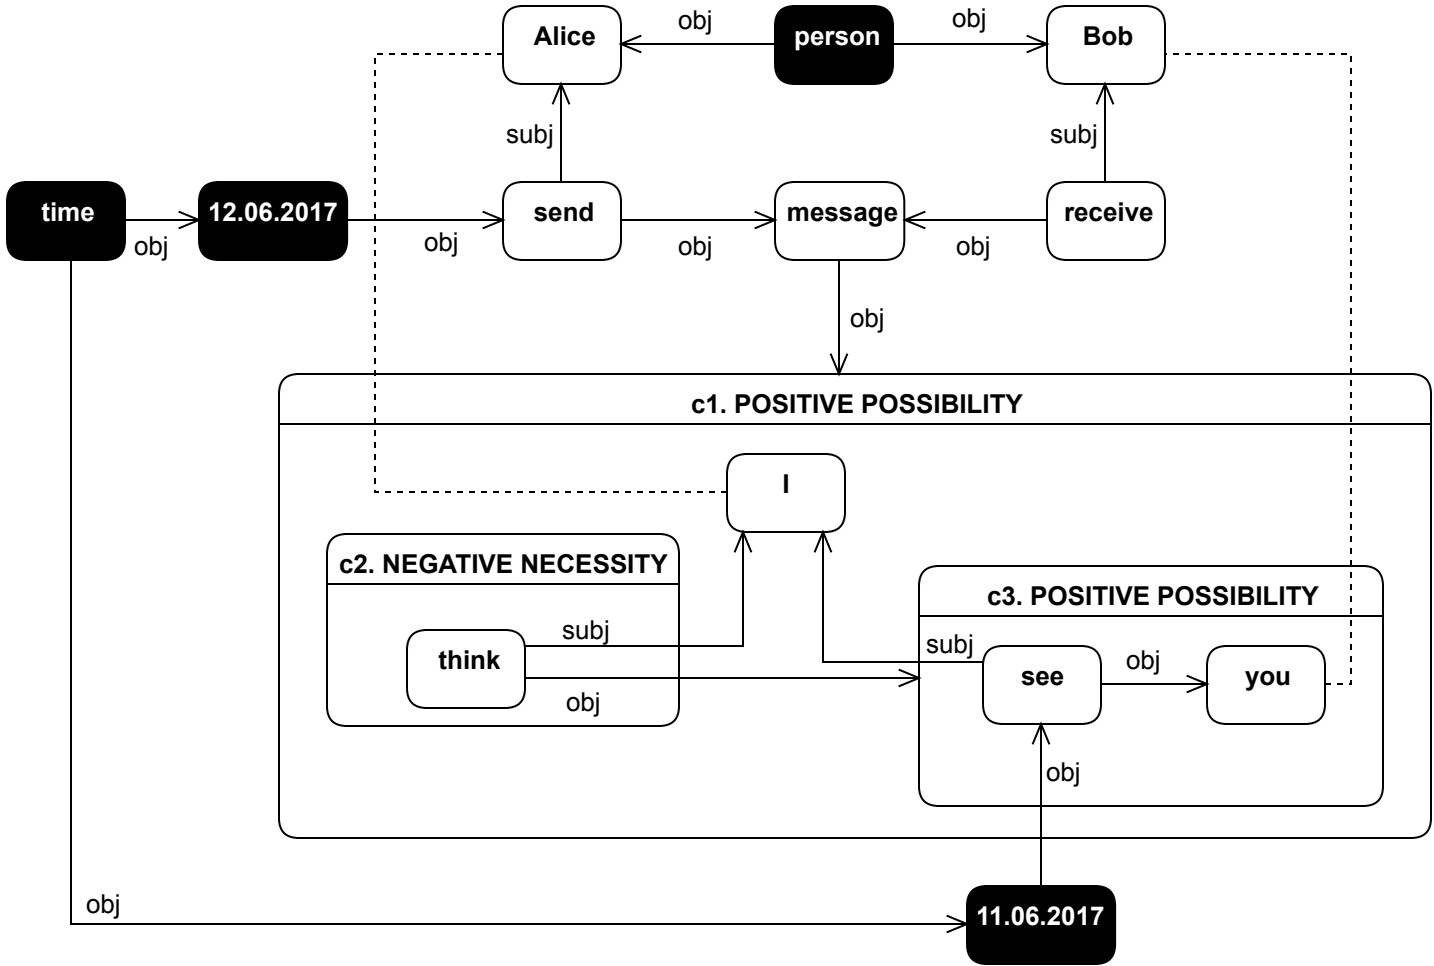 Alice
obj
person
obj
Bob
subj
subj
time
obj
12.06.2017
obj
send
obj
message
obj
receive
obj
c1. POSITIVE POSSIBILITY
I
c2. NEGATIVE NECESSITY
think
subj
obj
c3. POSITIVE POSSIBILITY
subj
see
obj
you
obj
obj
11.06.2017